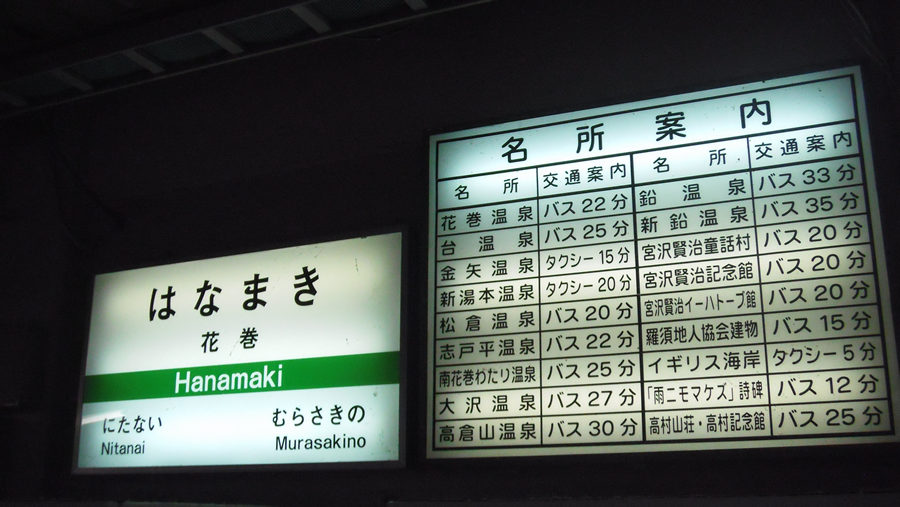 はなまき
花巻
Hanamaki
にたない むらさきの
Nitanai Murasakino
名所案内
名所 交通案内 名所 交通案内
花巻温泉 バス22分 鉛温泉 バス33分
台温泉 バス25分 新鉛温泉 バス35分
金矢温泉 タクシー15分 宮沢賢治童話村 バス20分
新湯本温泉 タクシー20分 宮沢賢治記念館 バス20分
松倉温泉 バス20分 宮沢賢治イーハトーブ館 バス20分
志戸平温泉 バス22分 羅須地人協会建物 バス15分
南花巻わたり温泉 バス25分 イギリス海岸 タクシー5分
大沢温泉 バス27分 「雨ニモマケズ」詩碑 バス12分
高倉山温泉 バス30分 高村山荘・高村記念館 バス25分